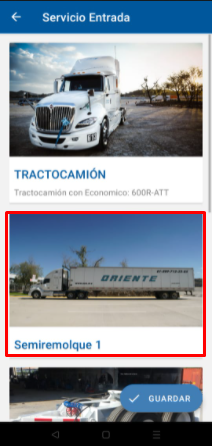 Servicio Entrada
TRACTOCAMIÓN
Tractocamión con Economico: 600R-ATT
ORIENTE
Semiremolque 1
GUARDAR